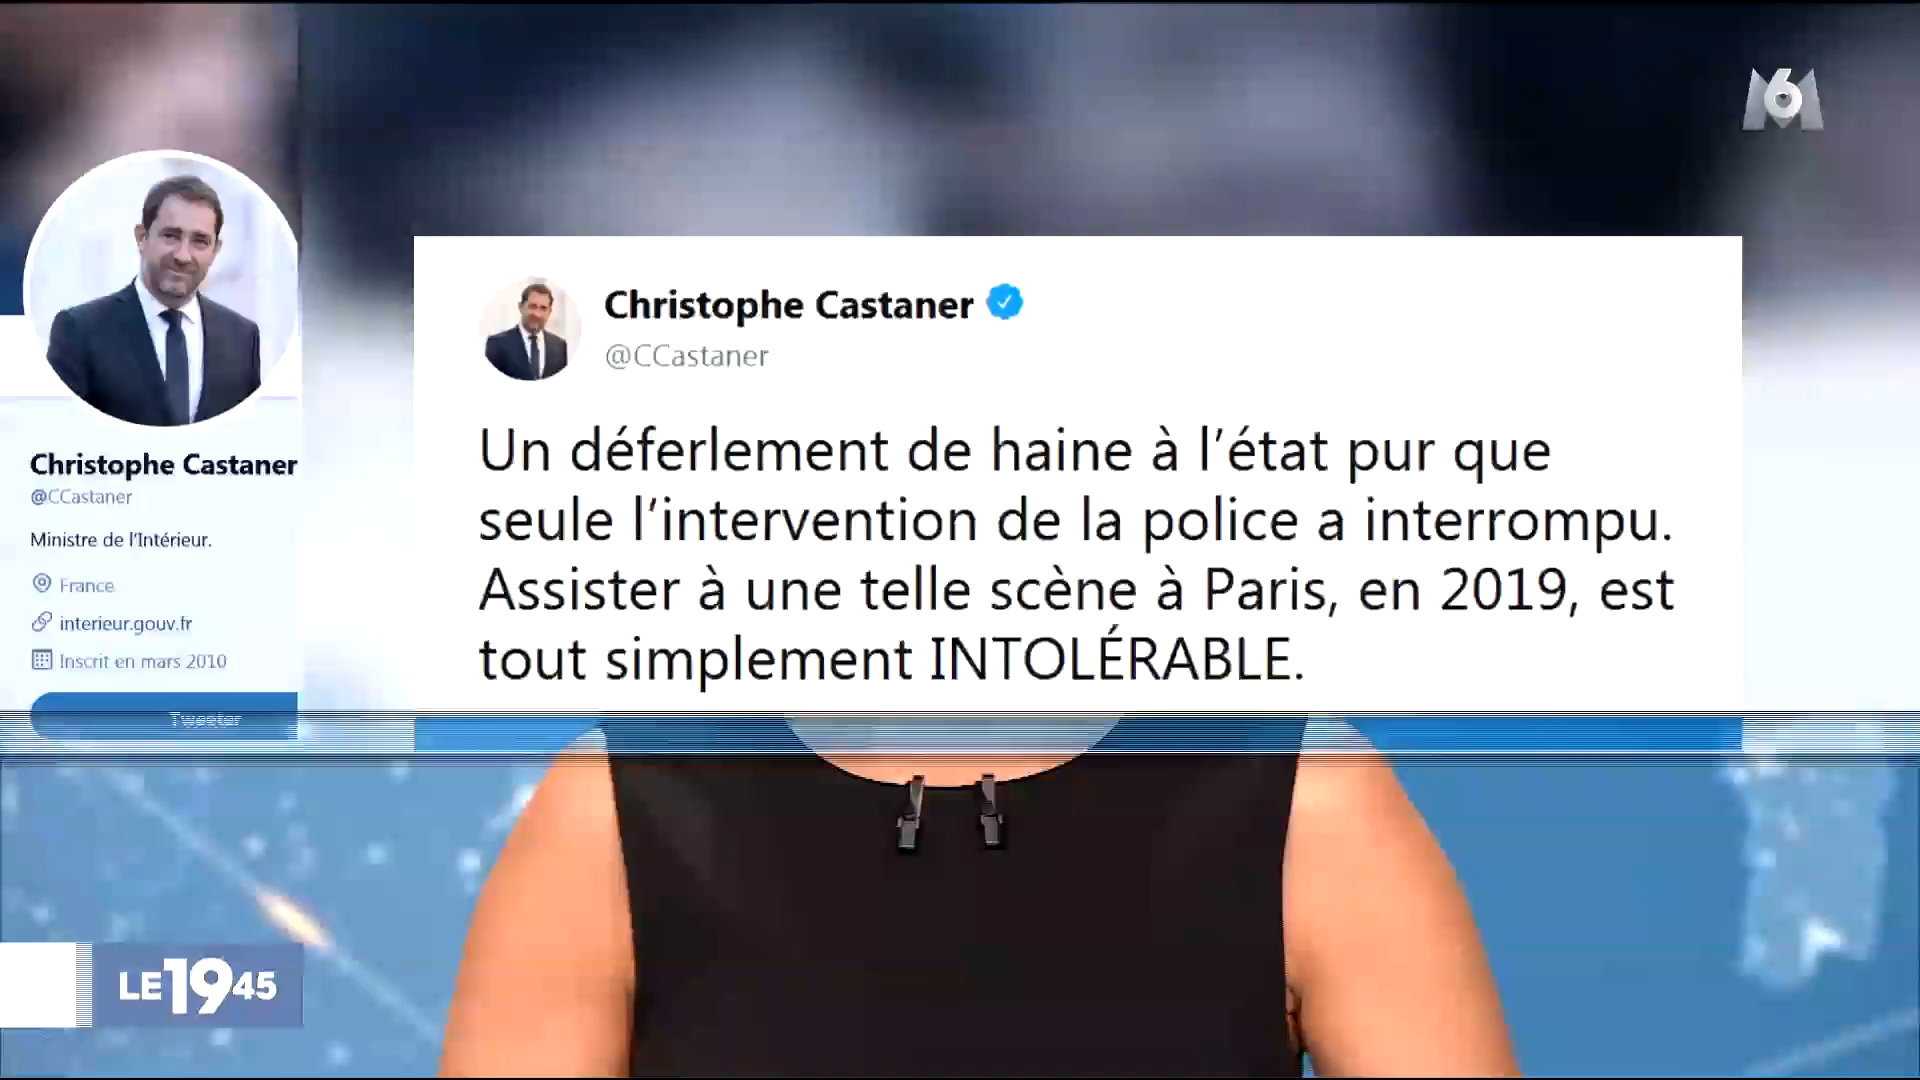 M6
Christophe Castaner
@CCastaner
Ministre de l'Intérieur.
France
interieur.gouv.fr
Inscrit en mars 2010
Tweeter
Christophe Castaner
@CCastaner
Un déferlement de haine à l'état pur que
seule l'intervention de la police a interrompu.
Assister à une telle scène à Paris, en 2019, est
tout simplement INTOLÉRABLE.
LE 19 45